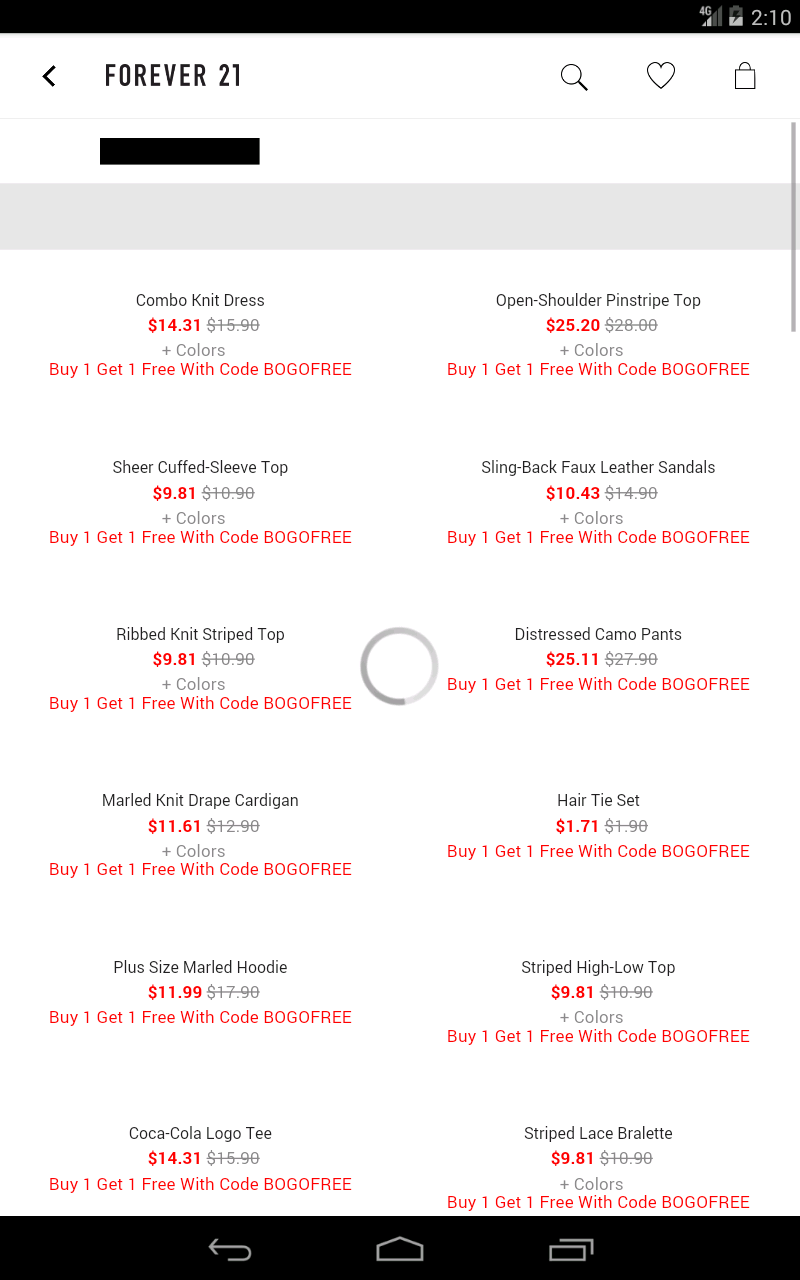 4G 2:10
FOREVER 21
Combo Knit Dress
$14.31 $15.90
+ Colors
Buy 1 Get 1 Free With Code BOGOFREE
Open-Shoulder Pinstripe Top
$25.20 $28.00
+ Colors
Buy 1 Get 1 Free With Code BOGOFREE
Sheer Cuffed-Sleeve Top
$9.81 $10.90
+ Colors
Buy 1 Get 1 Free With Code BOGOFREE
Sling-Back Faux Leather Sandals
$10.43 $14.90
+ Colors
Buy 1 Get 1 Free With Code BOGOFREE
Ribbed Knit Striped Top
$9.81 $10.90
+ Colors
Buy 1 Get 1 Free With Code BOGOFREE
Distressed Camo Pants
$25.11 $27.90
Buy 1 Get 1 Free With Code BOGOFREE
Marled Knit Drape Cardigan
$11.61 $12.90
+ Colors
Buy 1 Get 1 Free With Code BOGOFREE
Hair Tie Set
$1.71 $1.90
Buy 1 Get 1 Free With Code BOGOFREE
Plus Size Marled Hoodie
$11.99 $17.90
Buy 1 Get 1 Free With Code BOGOFREE
Striped High-Low Top
$9.81 $10.90
+ Colors
Buy 1 Get 1 Free With Code BOGOFREE
Coca-Cola Logo Tee
$14.31 $15.90
Buy 1 Get 1 Free With Code BOGOFREE
Striped Lace Bralette
$9.81 $10.90
+ Colors
Buy 1 Get 1 Free With Code BOGOFREE